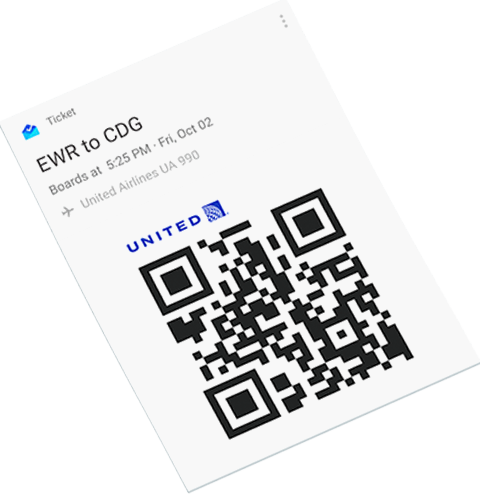 Ticket
EWR to CDG
Boards at 5:25 PM · Fri, Oct 02
United Airlines UA 990
UNITED